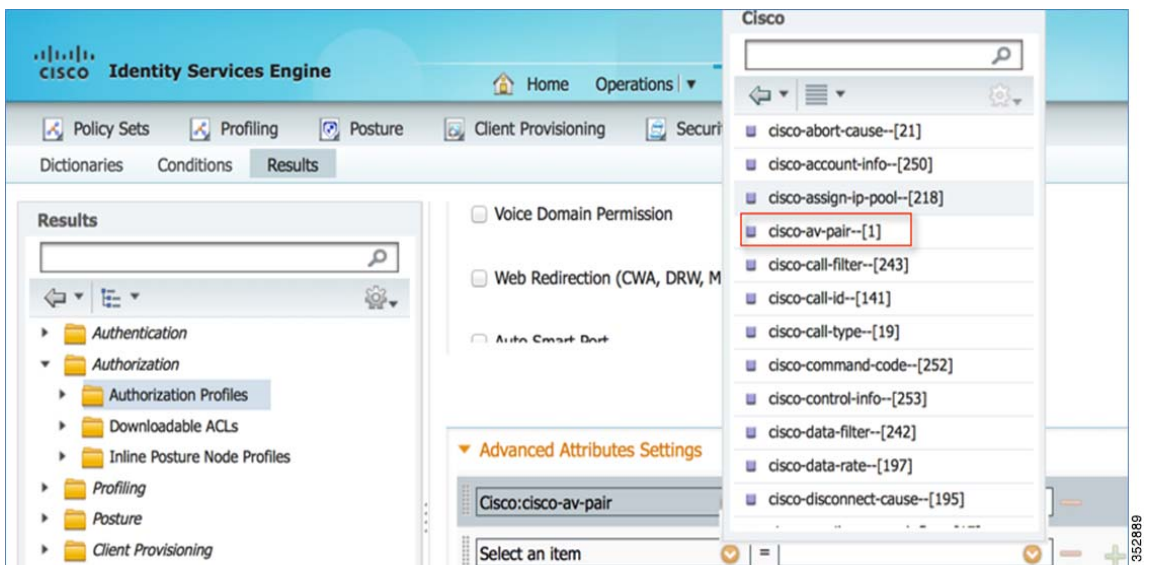 Cisco
CISCO Identity Services Engine
Home Operations
Policy Sets Profiling Posture Client Provisioning Securi
Dictionaries Conditions Results
Results
Authentication
Authorization
Authorization Profiles
Downloadable ACLs
Inline Posture Node Profiles
Profiling
Posture
Client Provisioning
Voice Domain Permission
Web Redirection (CWA, DRW, M
Auto Smart Port
Advanced Attributes Settings
Cisco:cisco-av-pair
Select an item =
cisco-abort-cause--[21]
cisco-account-info--[250]
cisco-assign-ip-pool--[218]
cisco-av-pair--[1]
cisco-call-filter--[243]
cisco-call-id--[141]
cisco-call-type--[19]
cisco-command-code--[252]
cisco-control-info--[253]
cisco-data-filter--[242]
cisco-data-rate--[197]
cisco-disconnect-cause--[195]
352889